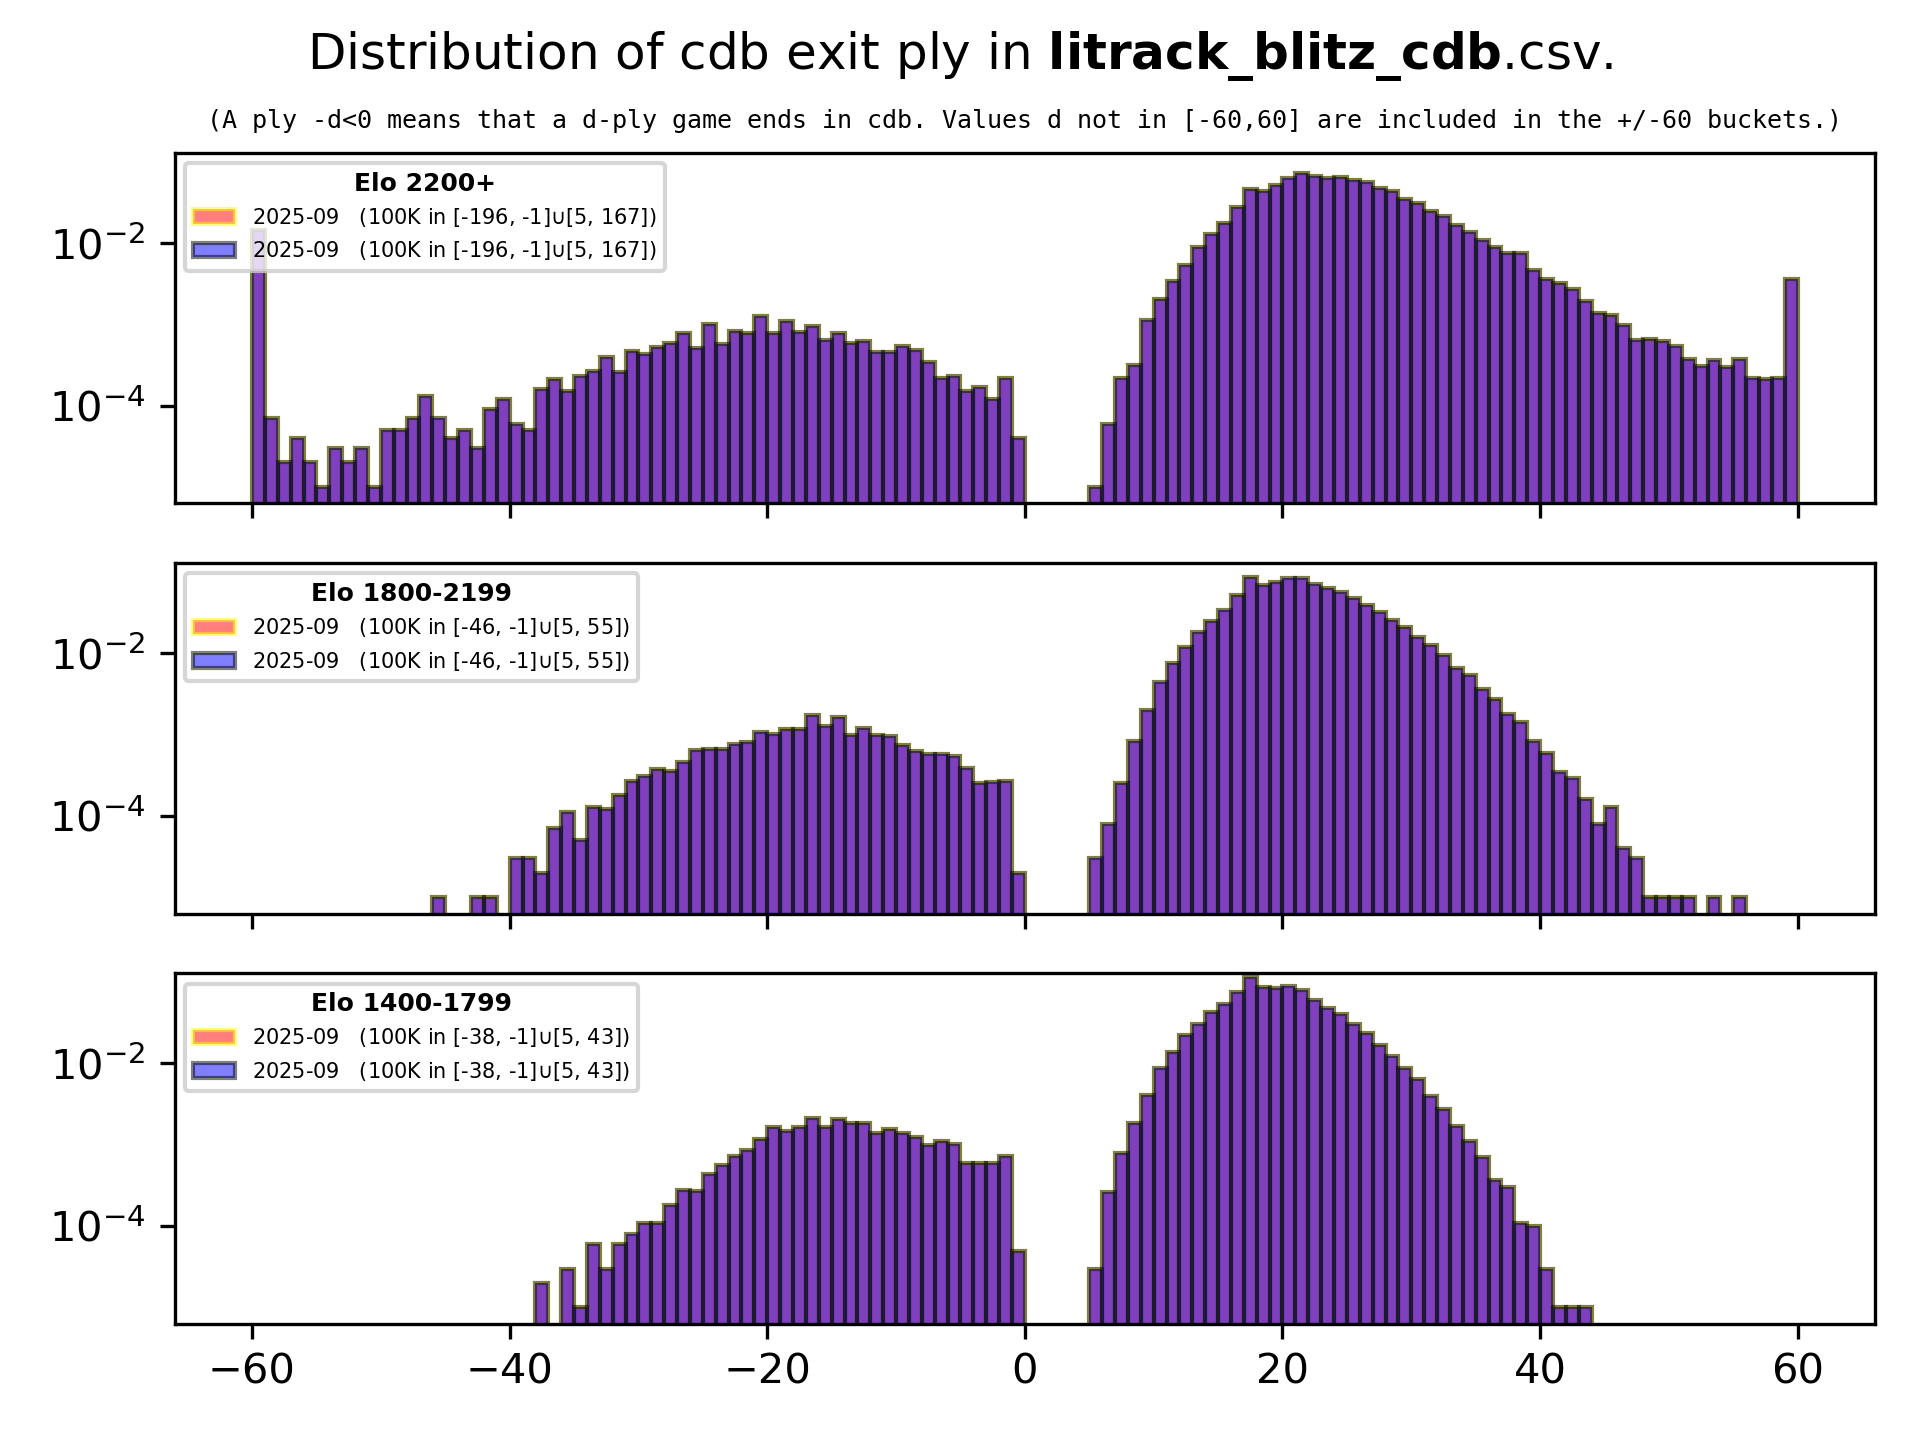 Distribution of cdb exit ply in litrack_blitz_cdb.csv.
(A ply -d<0 means that a d-ply game ends in cdb. Values d not in [-60,60] are included in the +/-60 buckets.)
Elo 2200+
2025-09 (100K in [-196, -1]∪[5, 167])
2025-09 (100K in [-196, -1]∪[5, 167])
10⁻²
10⁻⁴
Elo 1800-2199
2025-09 (100K in [-46, -1]∪[5, 55])
2025-09 (100K in [-46, -1]∪[5, 55])
10⁻²
10⁻⁴
Elo 1400-1799
2025-09 (100K in [-38, -1]∪[5, 43])
2025-09 (100K in [-38, -1]∪[5, 43])
10⁻²
10⁻⁴
−60 −40 −20 0 20 40 60